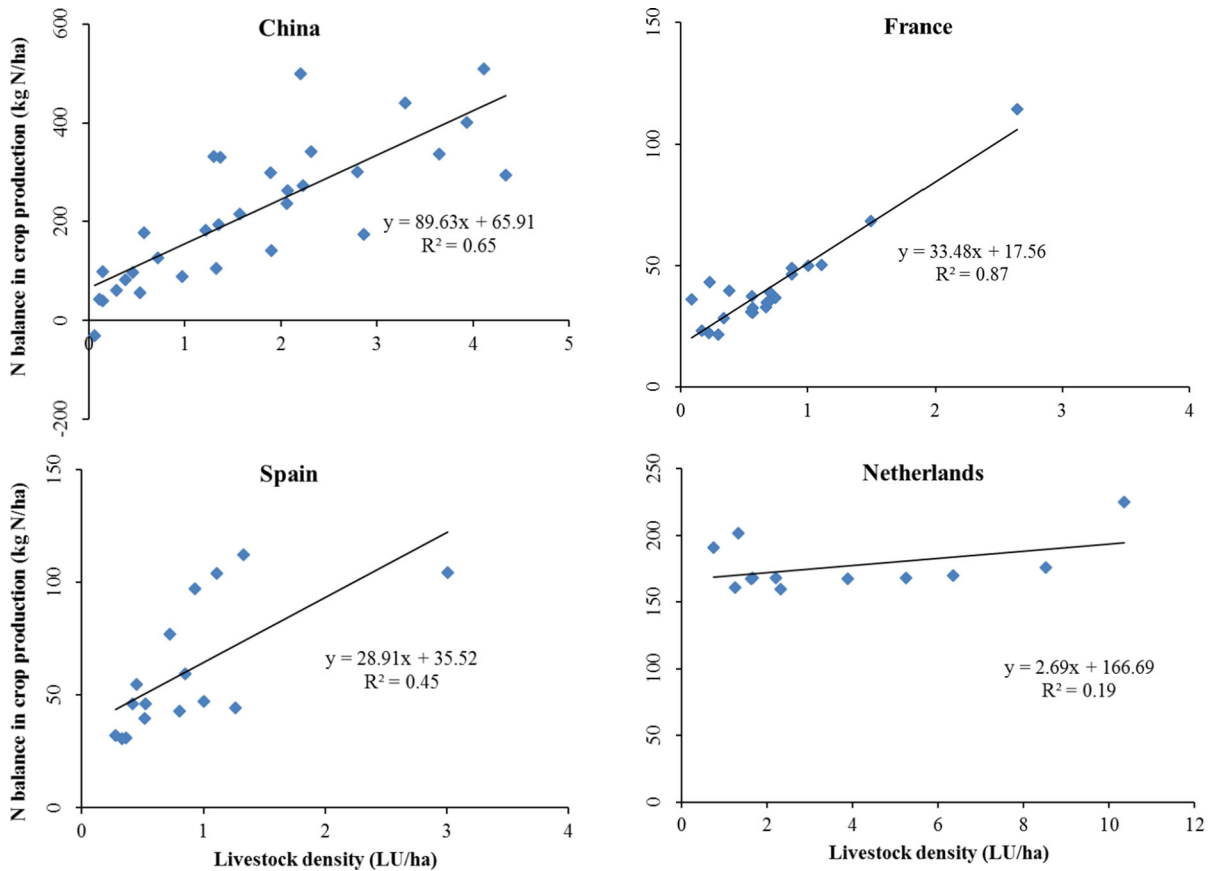 China
N balance in crop production (kg N/ha)
600
400
200
0
-200
0 1 2 3 4 5
y = 89.63x + 65.91
R² = 0.65
France
150
100
50
0
0 1 2 3 4
y = 33.48x + 17.56
R² = 0.87
Spain
N balance in crop production (kg N/ha)
150
100
50
0
0 1 2 3 4
y = 28.91x + 35.52
R² = 0.45
Livestock density (LU/ha)
Netherlands
250
200
150
100
50
0
0 2 4 6 8 10 12
y = 2.69x + 166.69
R² = 0.19
Livestock density (LU/ha)